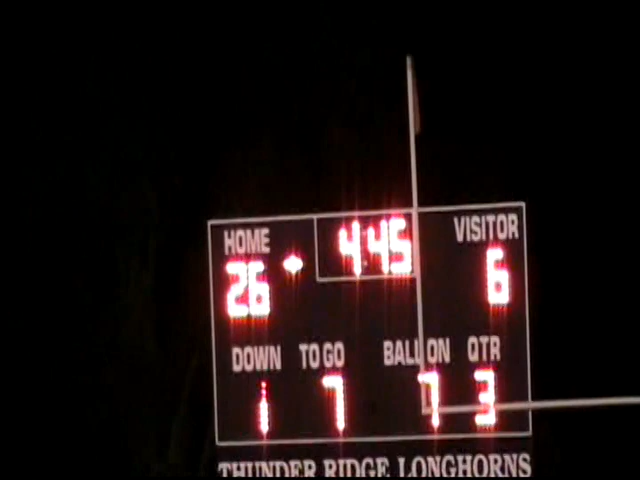 HOME 4:45 VISITOR
26 6
DOWN TO GO BALL ON QTR
1 7 7 3
THUNDER RIDGE LONGHORNS